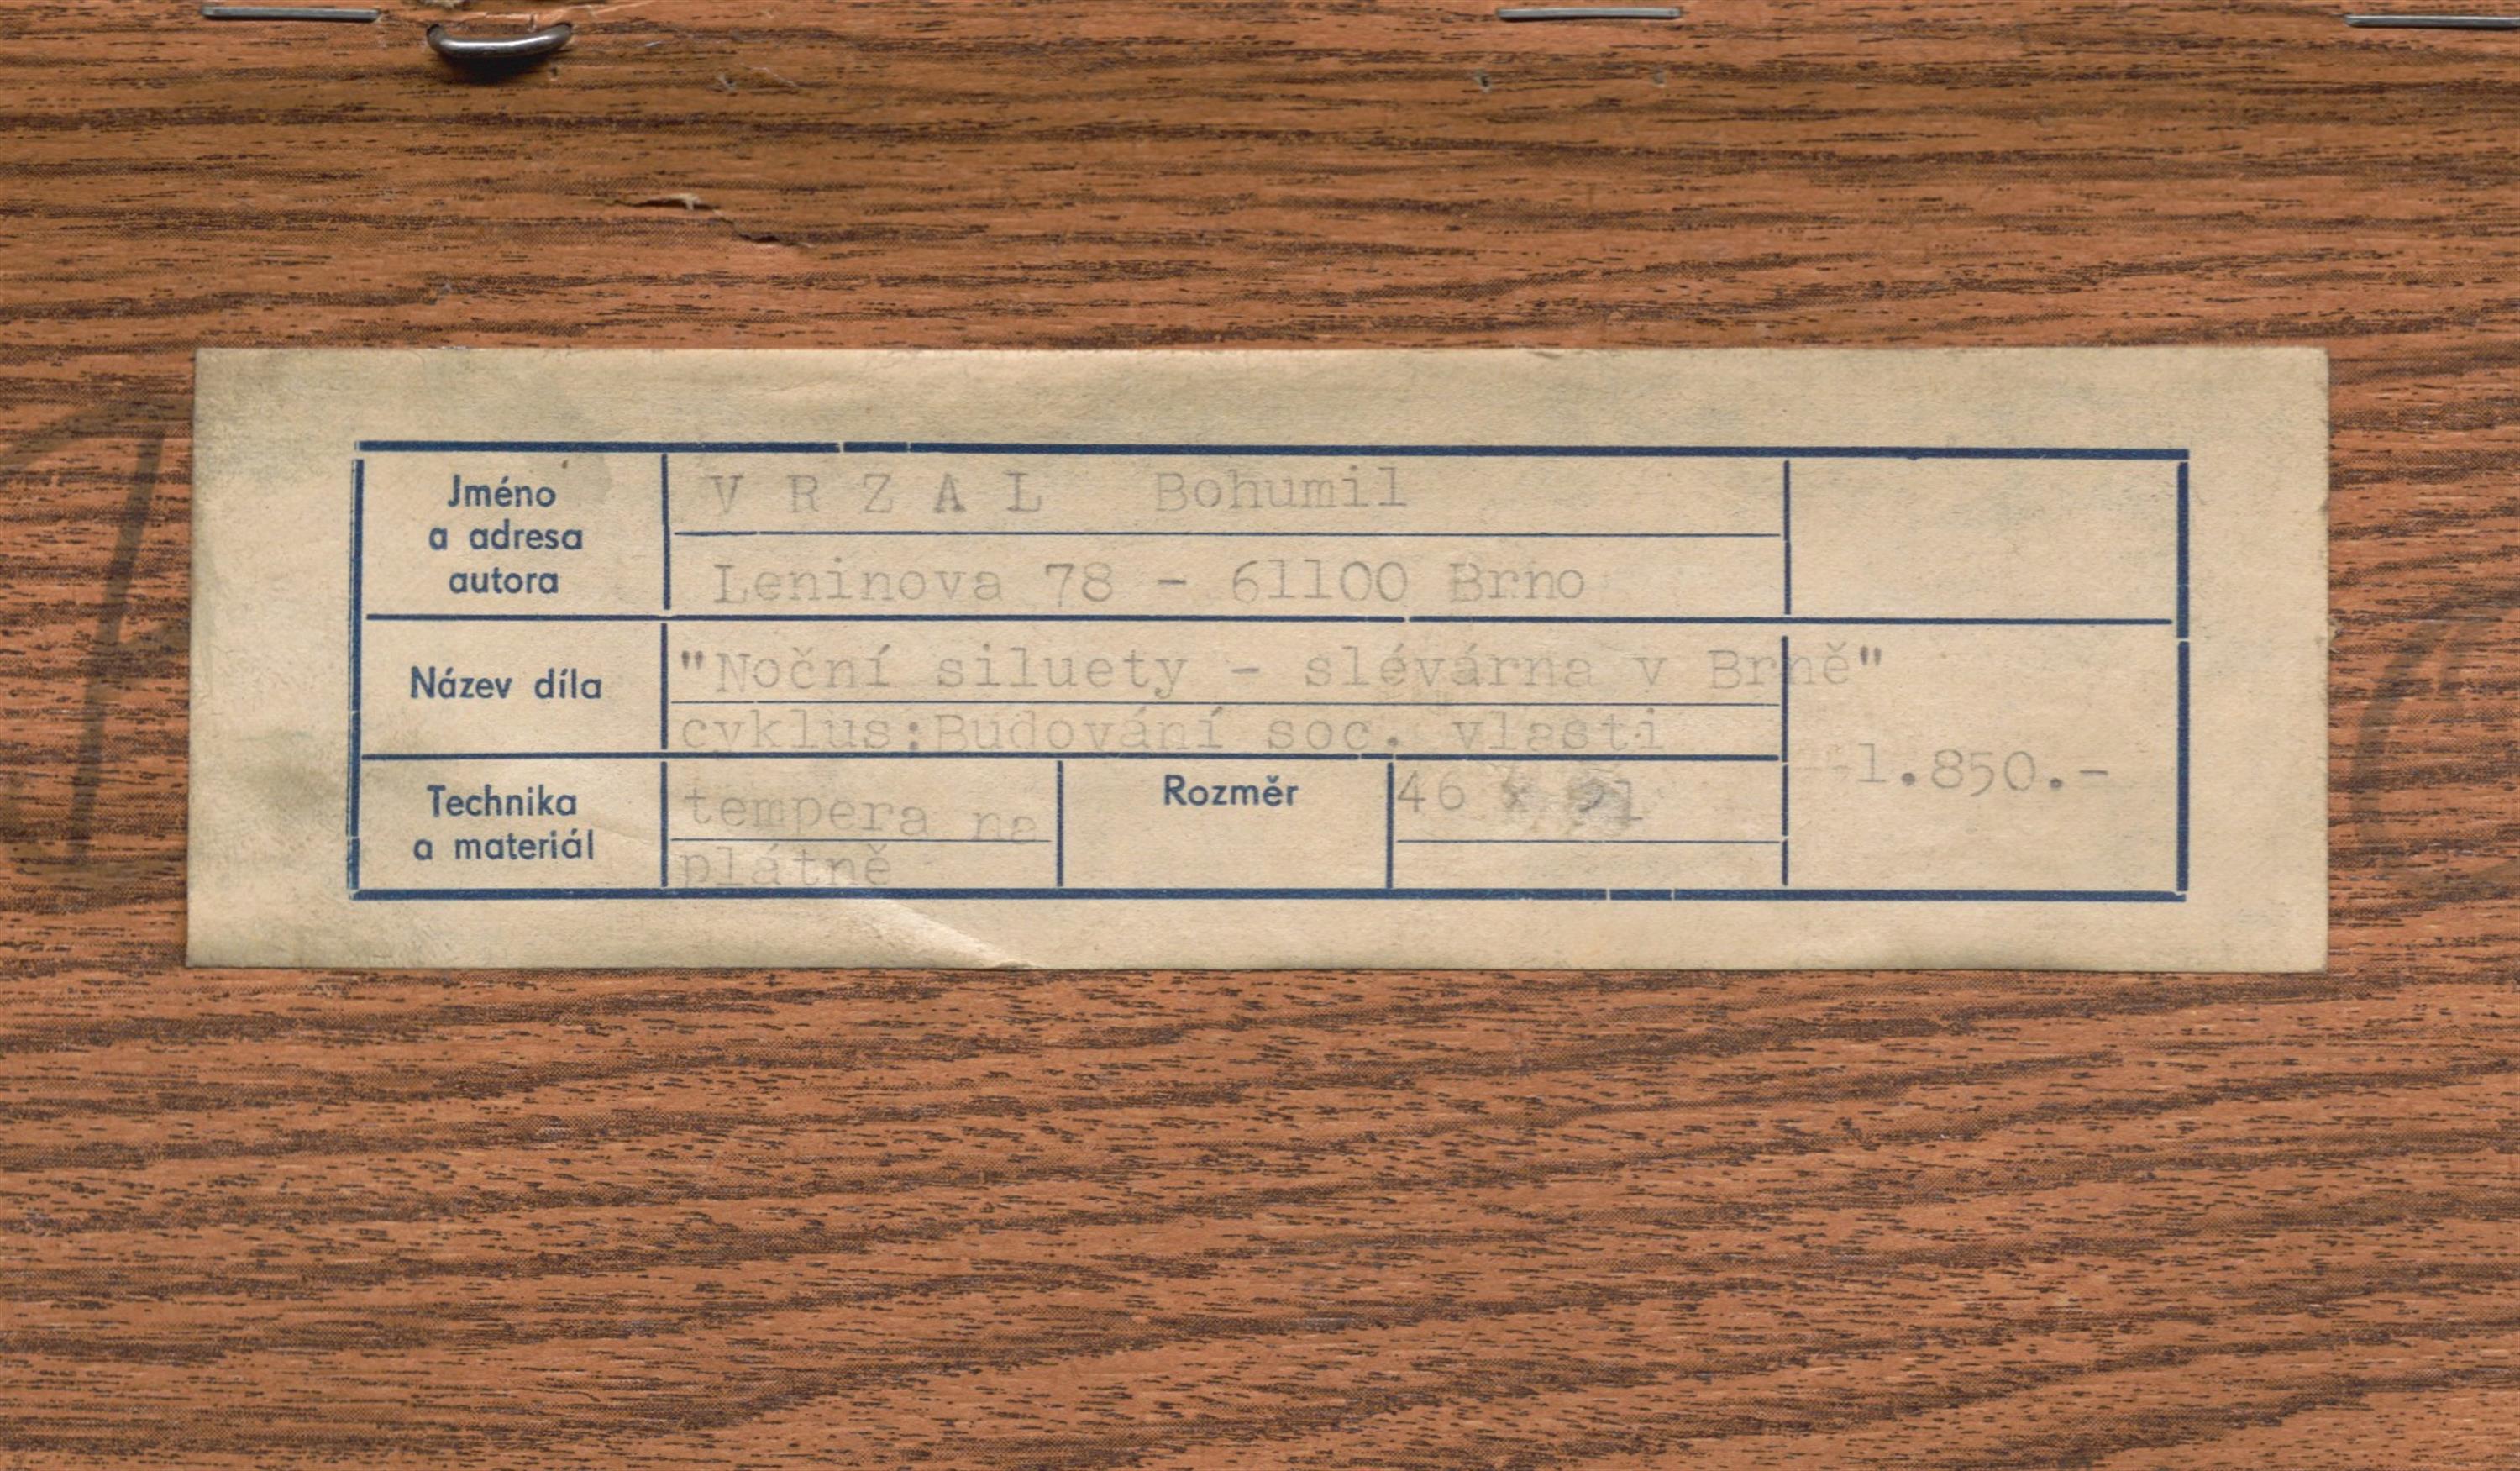 Jméno
a adresa
autora
V R Z A L Bohumil
Leninova 78 - 61100 Brno
Název díla
"Noční siluety - slévárna v Brně"
cyklus:Budování soc. vlasti
Technika
a materiál
tempera na
plátně
Rozměr
46 x
1.850.-